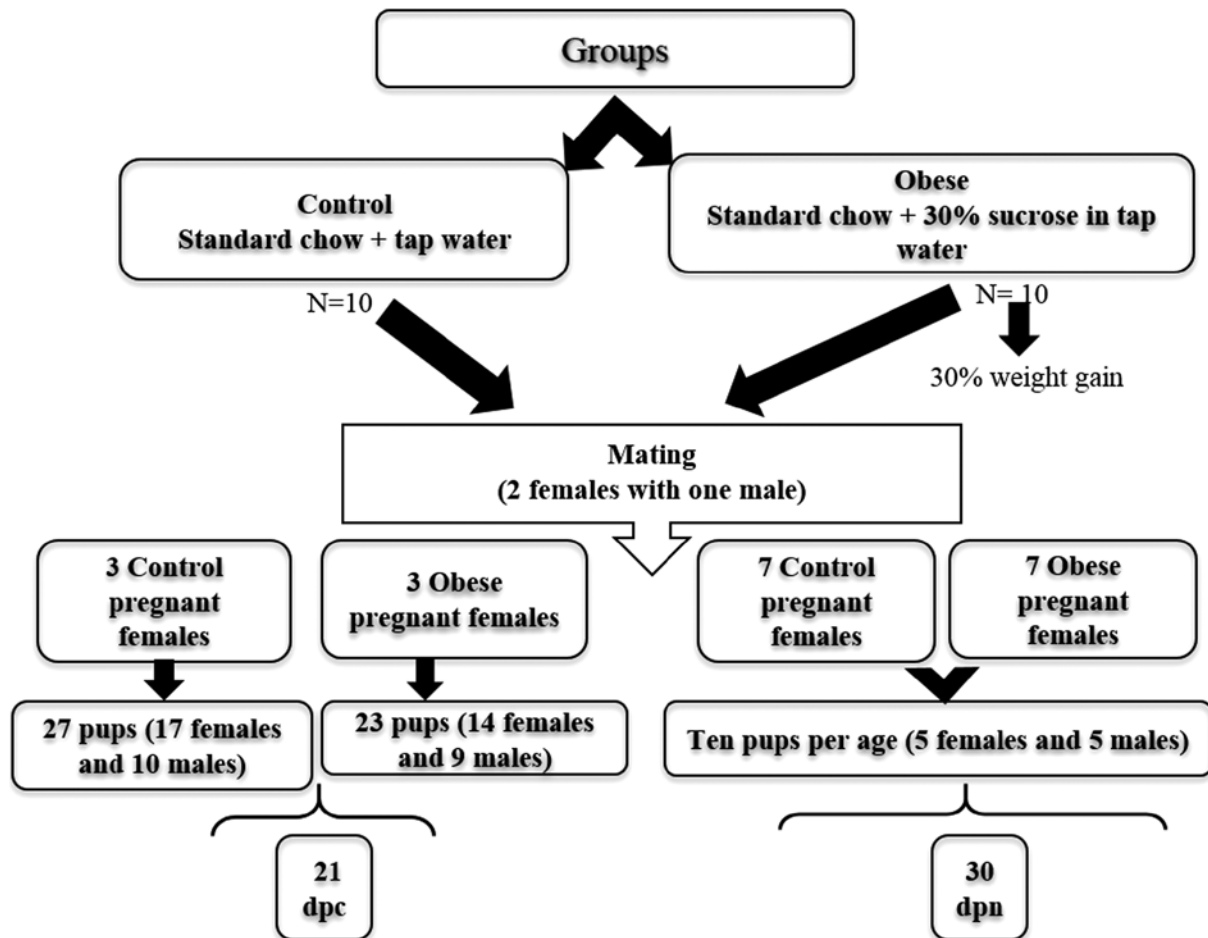 Groups
Control
Standard chow + tap water
Obese
Standard chow + 30% sucrose in tap
water
N=10
N= 10
30% weight gain
Mating
(2 females with one male)
3 Control
pregnant
females
3 Obese
pregnant females
7 Control
pregnant
females
7 Obese
pregnant
females
27 pups (17 females
and 10 males)
23 pups (14 females
and 9 males)
Ten pups per age (5 females and 5 males)
21
dpc
30
dpn